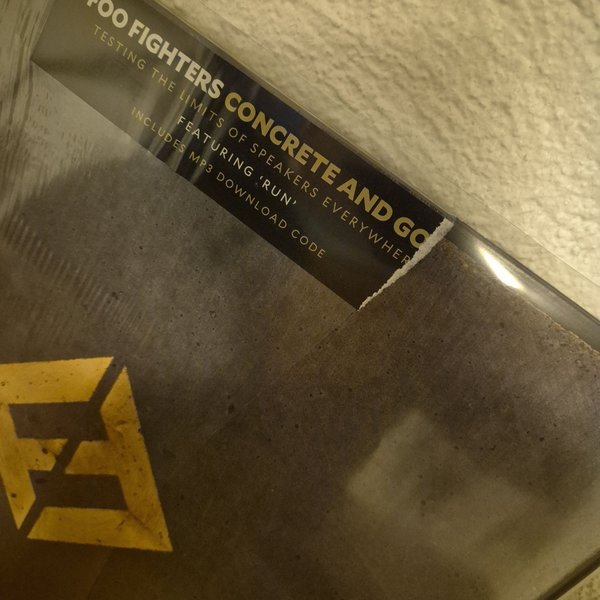 FOO FIGHTERS CONCRETE AND GO
TESTING THE LIMITS OF SPEAKERS EVERYWHER
FEATURING 'RUN'
INCLUDES MP3 DOWNLOAD CODE